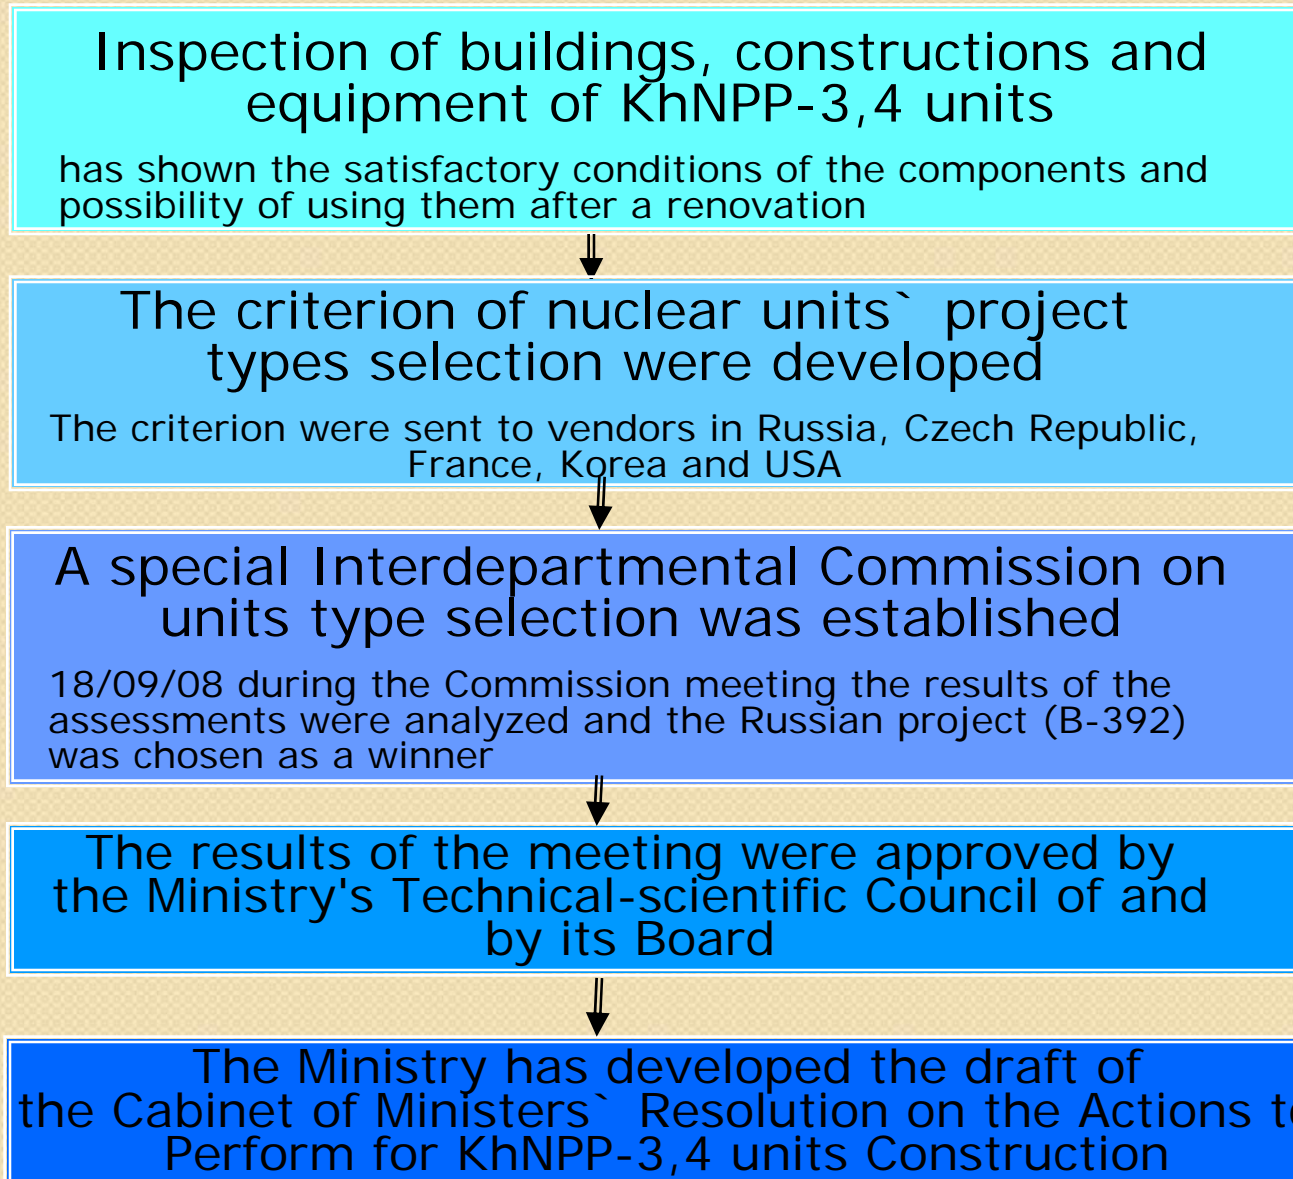 Inspection of buildings, constructions and
equipment of KhNPP-3,4 units
has shown the satisfactory conditions of the components and
possibility of using them after a renovation
The criterion of nuclear units` project
types selection were developed
The criterion were sent to vendors in Russia, Czech Republic,
France, Korea and USA
A special Interdepartmental Commission on
units type selection was established
18/09/08 during the Commission meeting the results of the
assessments were analyzed and the Russian project (B-392)
was chosen as a winner
The results of the meeting were approved by
the Ministry's Technical-scientific Council of and
by its Board
The Ministry has developed the draft of
the Cabinet of Ministers` Resolution on the Actions to
Perform for KhNPP-3,4 units Construction